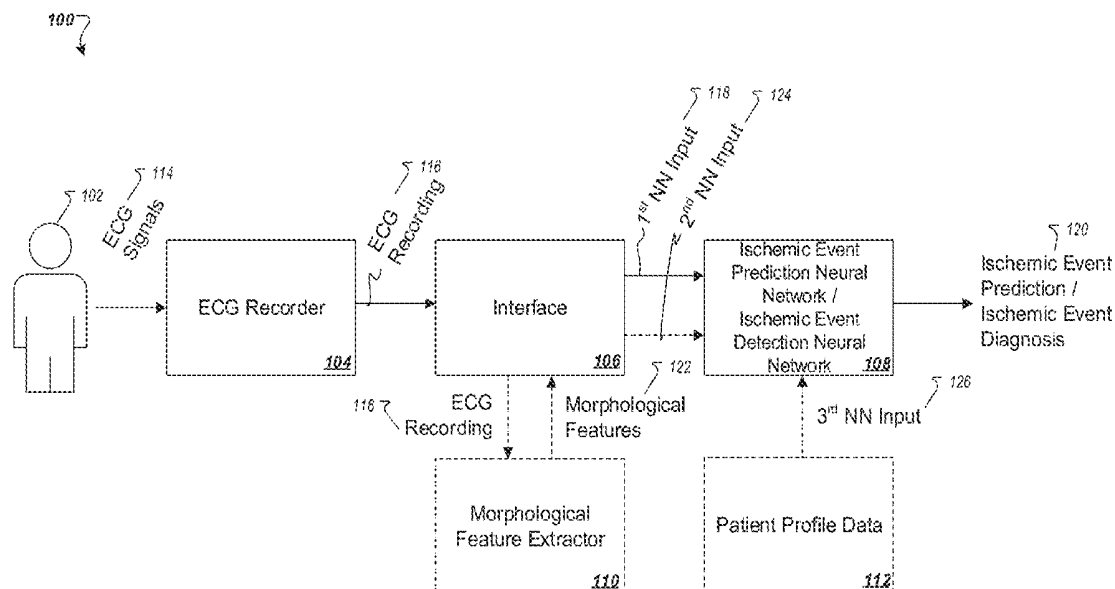 100
118
124
1st NN Input
2nd NN Input
116
ECG
Recording
114
ECG
Signals
102
120
Ischemic Event
Prediction /
Ischemic Event
Diagnosis
ECG Recorder
104
Interface
106
Ischemic Event
Prediction Neural
Network /
Ischemic Event
Detection Neural
Network
108
116
ECG
Recording
Morphological
Features
122
3rd NN Input
126
Morphological
Feature Extractor
110
Patient Profile Data
112